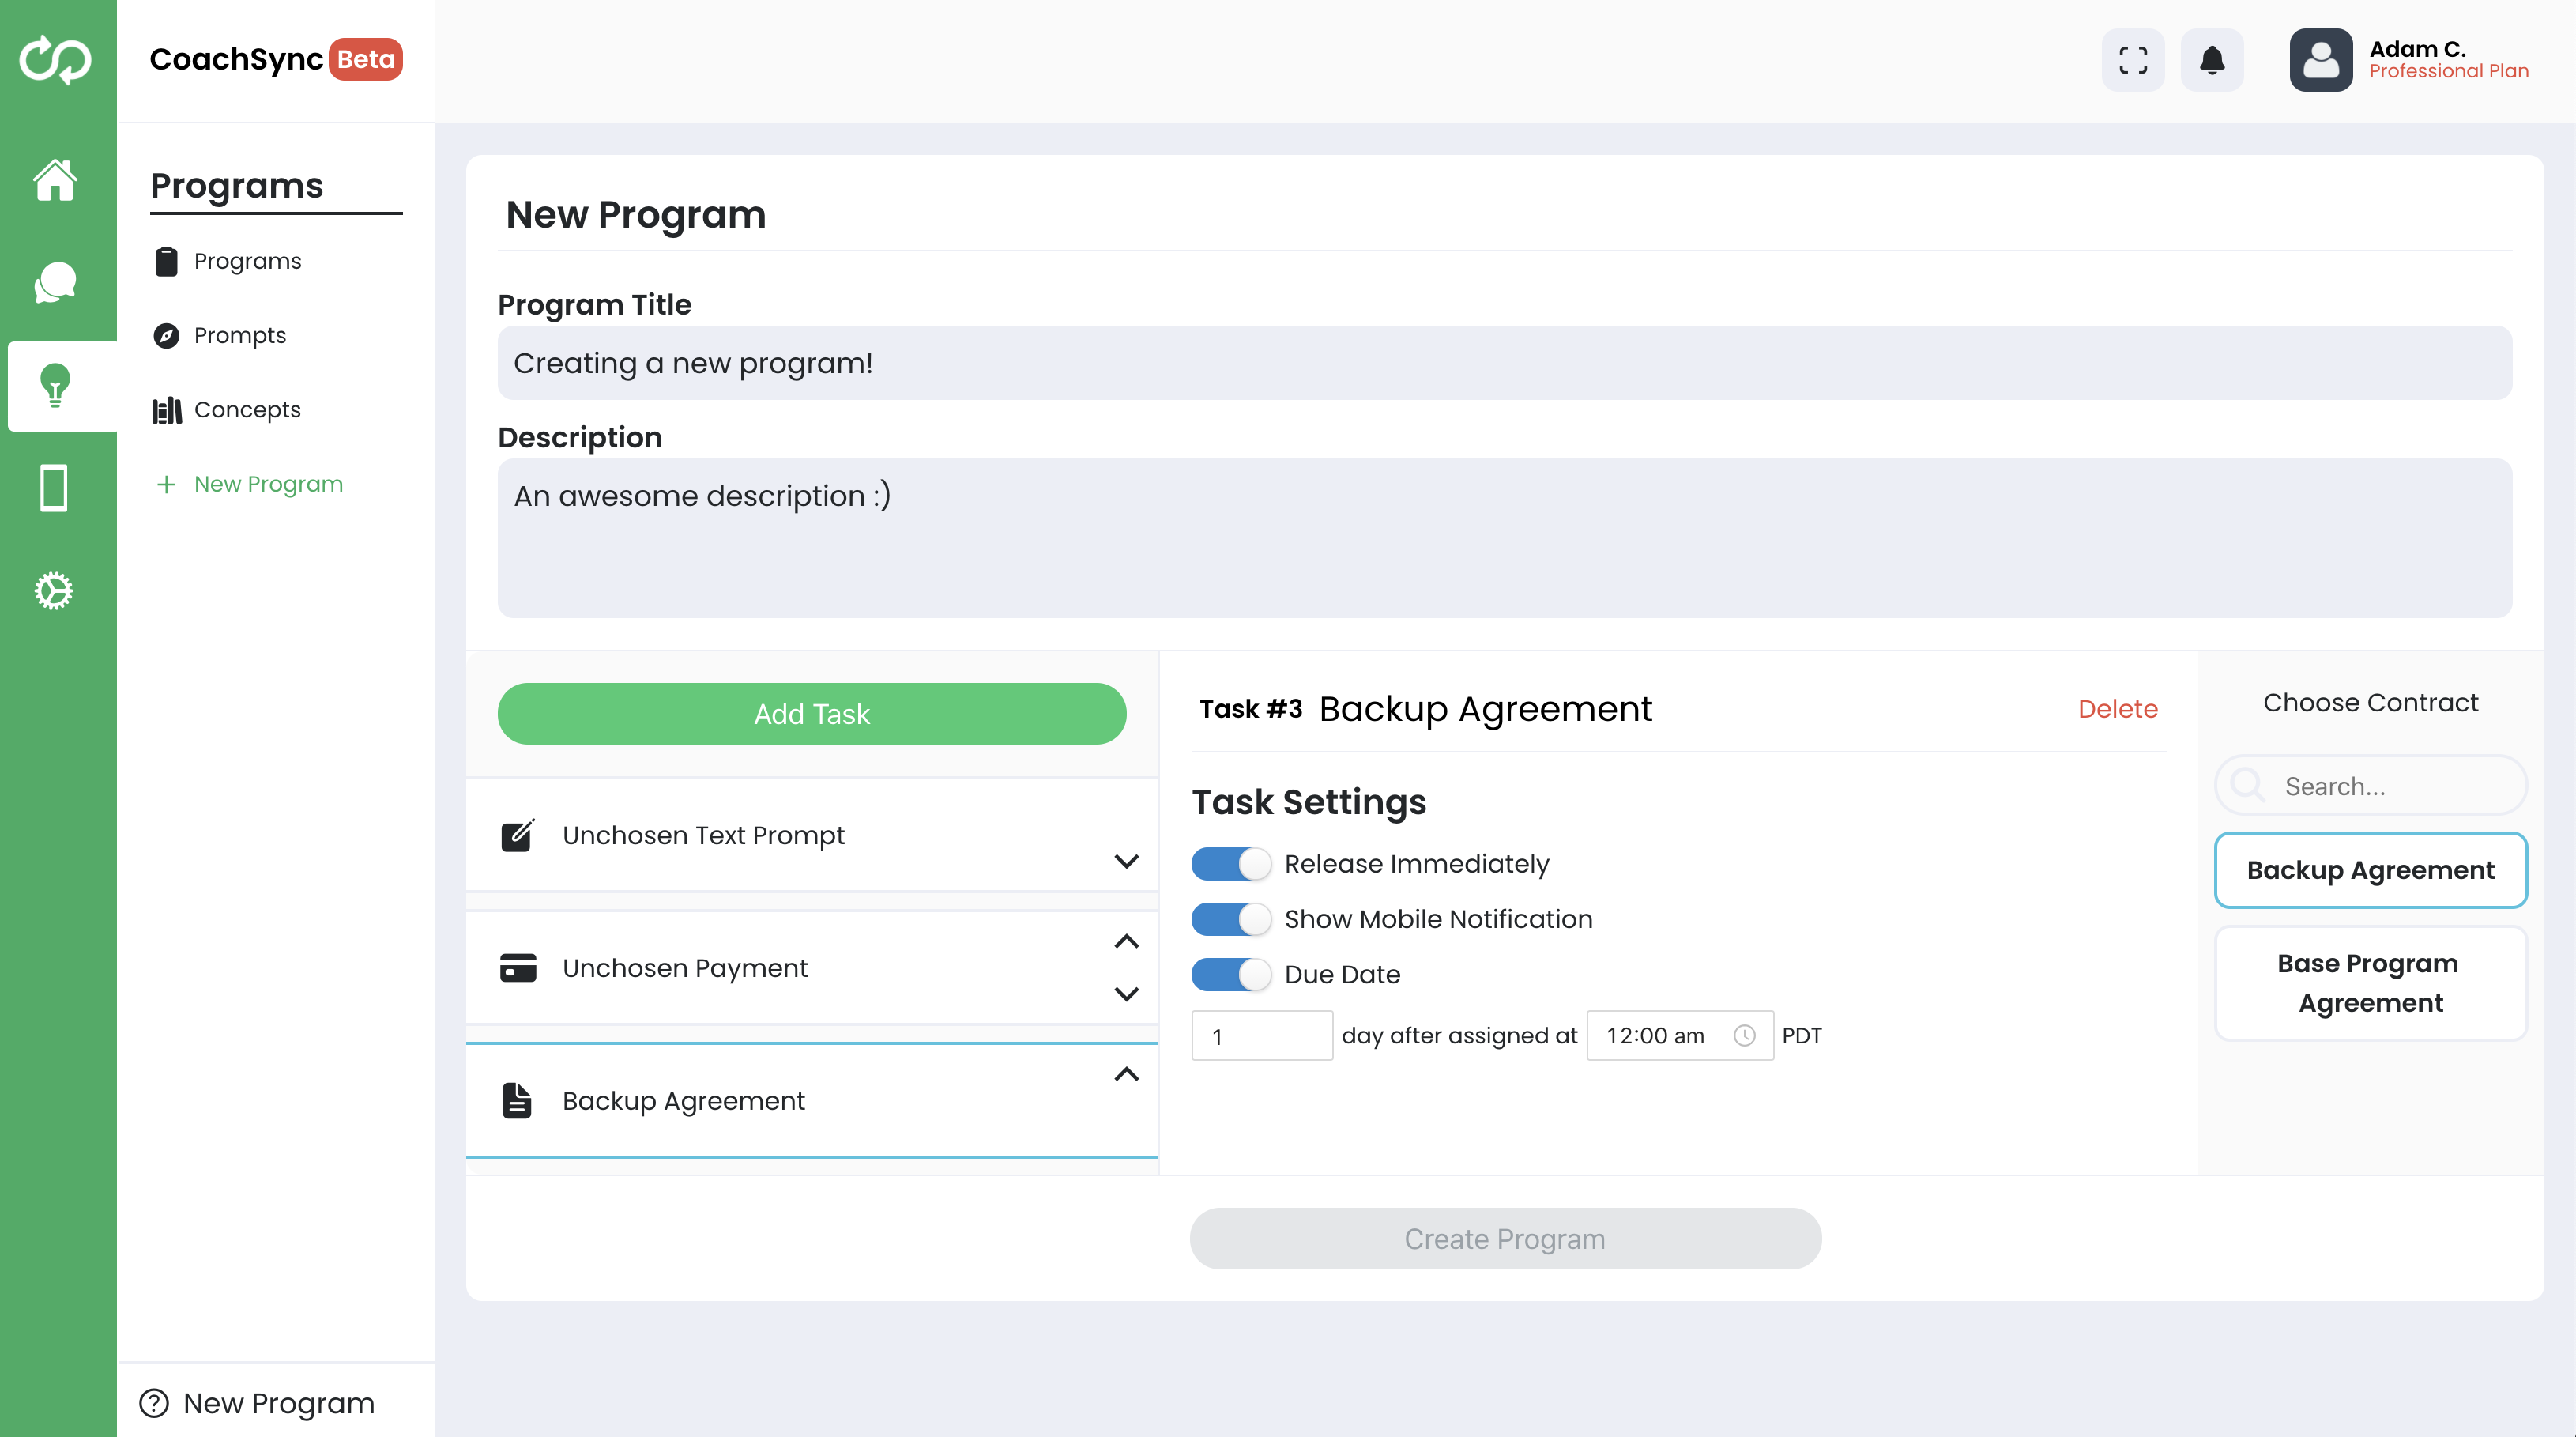 CoachSync Beta
Adam C.
Professional Plan
Programs
Programs
Prompts
Concepts
+ New Program
New Program
New Program
Program Title
Creating a new program!
Description
An awesome description :)
Add Task
Unchosen Text Prompt
Unchosen Payment
Backup Agreement
Task #3 Backup Agreement
Delete
Task Settings
Release Immediately
Show Mobile Notification
Due Date
1 day after assigned at 12:00 am PDT
Choose Contract
Search...
Backup Agreement
Base Program
Agreement
Create Program